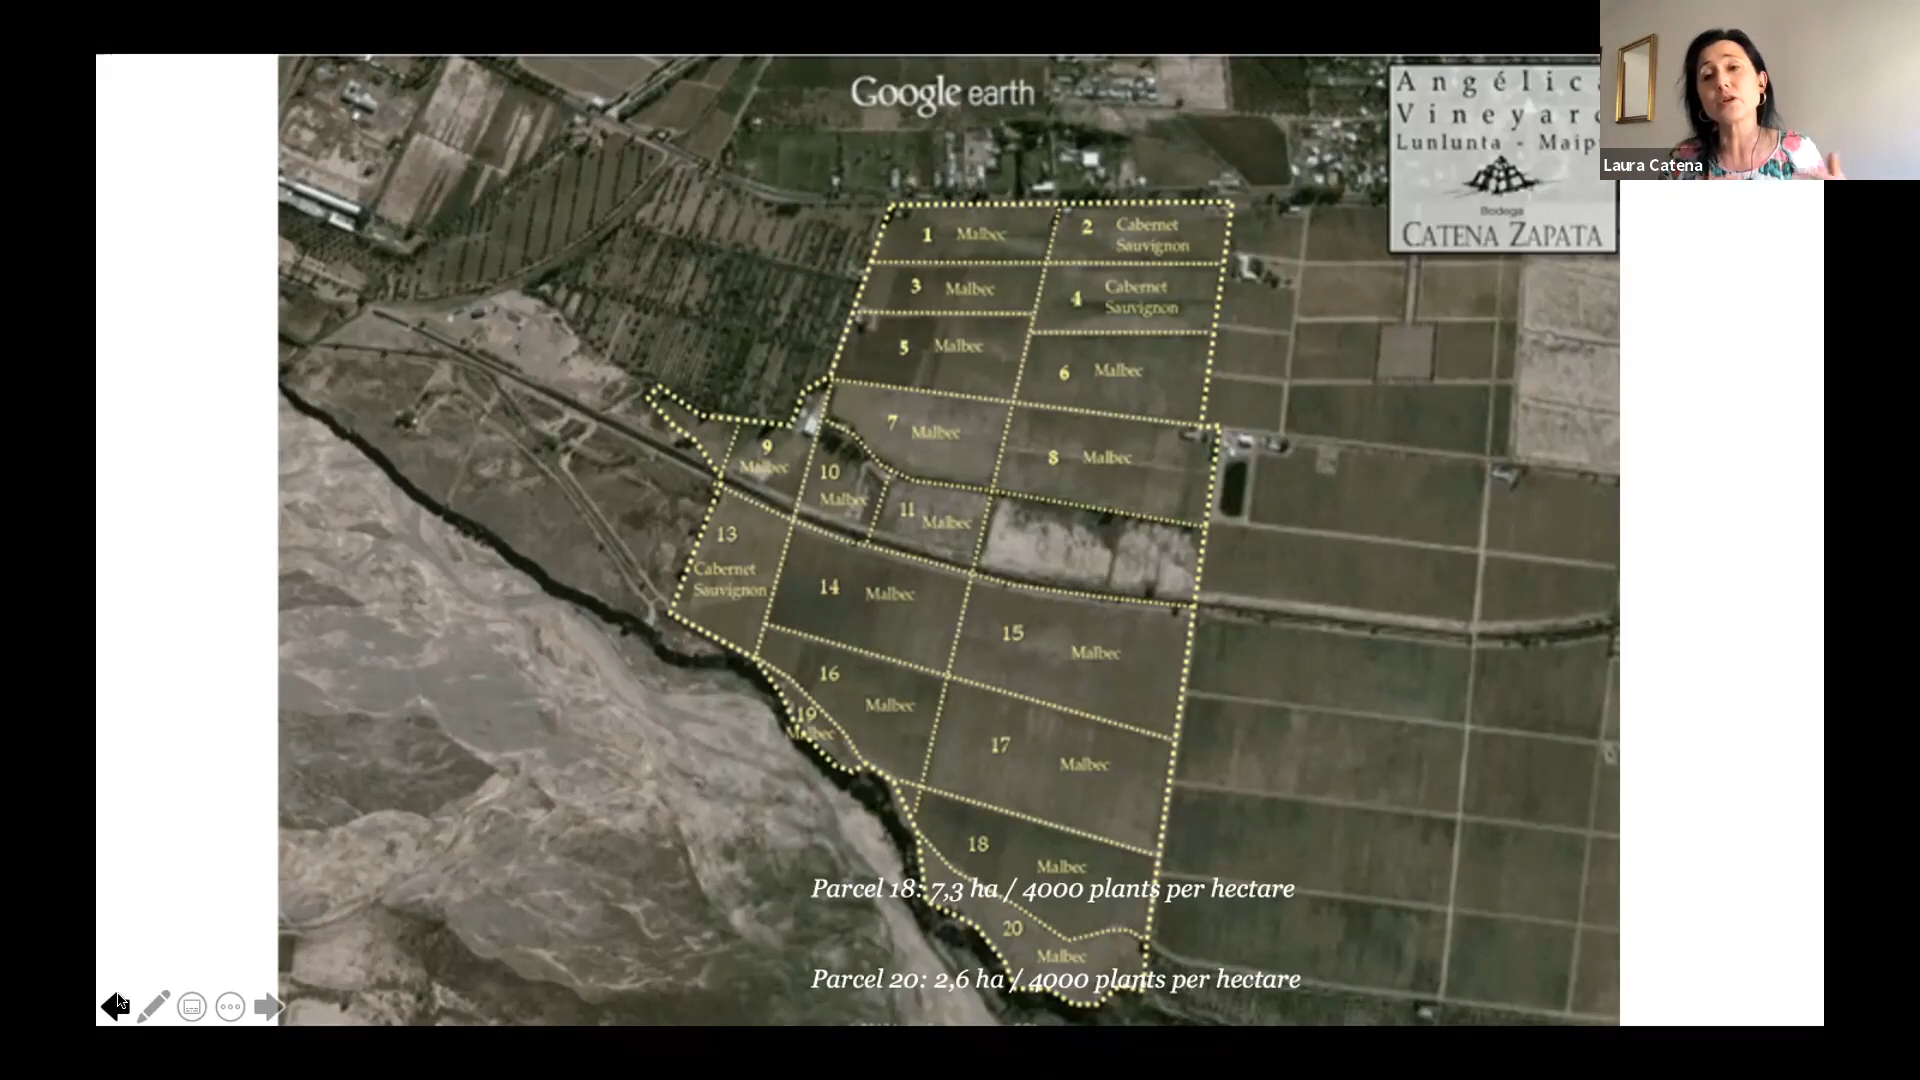 Google earth
Angélic
Vineyar
Lunlunta - Maip
Bodega
CATENA ZAPATA
Laura Catena
1 Malbec
2 Cabernet
Sauvignon
3 Malbec
4 Cabernet
Sauvignon
5 Malbec
6 Malbec
7 Malbec
8 Malbec
9
Malbec
10
Malbec
11 Malbec
13
Cabernet
Sauvignon
14 Malbec
15
Malbec
16
Malbec
19
Malbec
17
Malbec
18
Malbec
Parcel 18: 7,3 ha / 4000 plants per hectare
20
Malbec
Parcel 20: 2,6 ha / 4000 plants per hectare